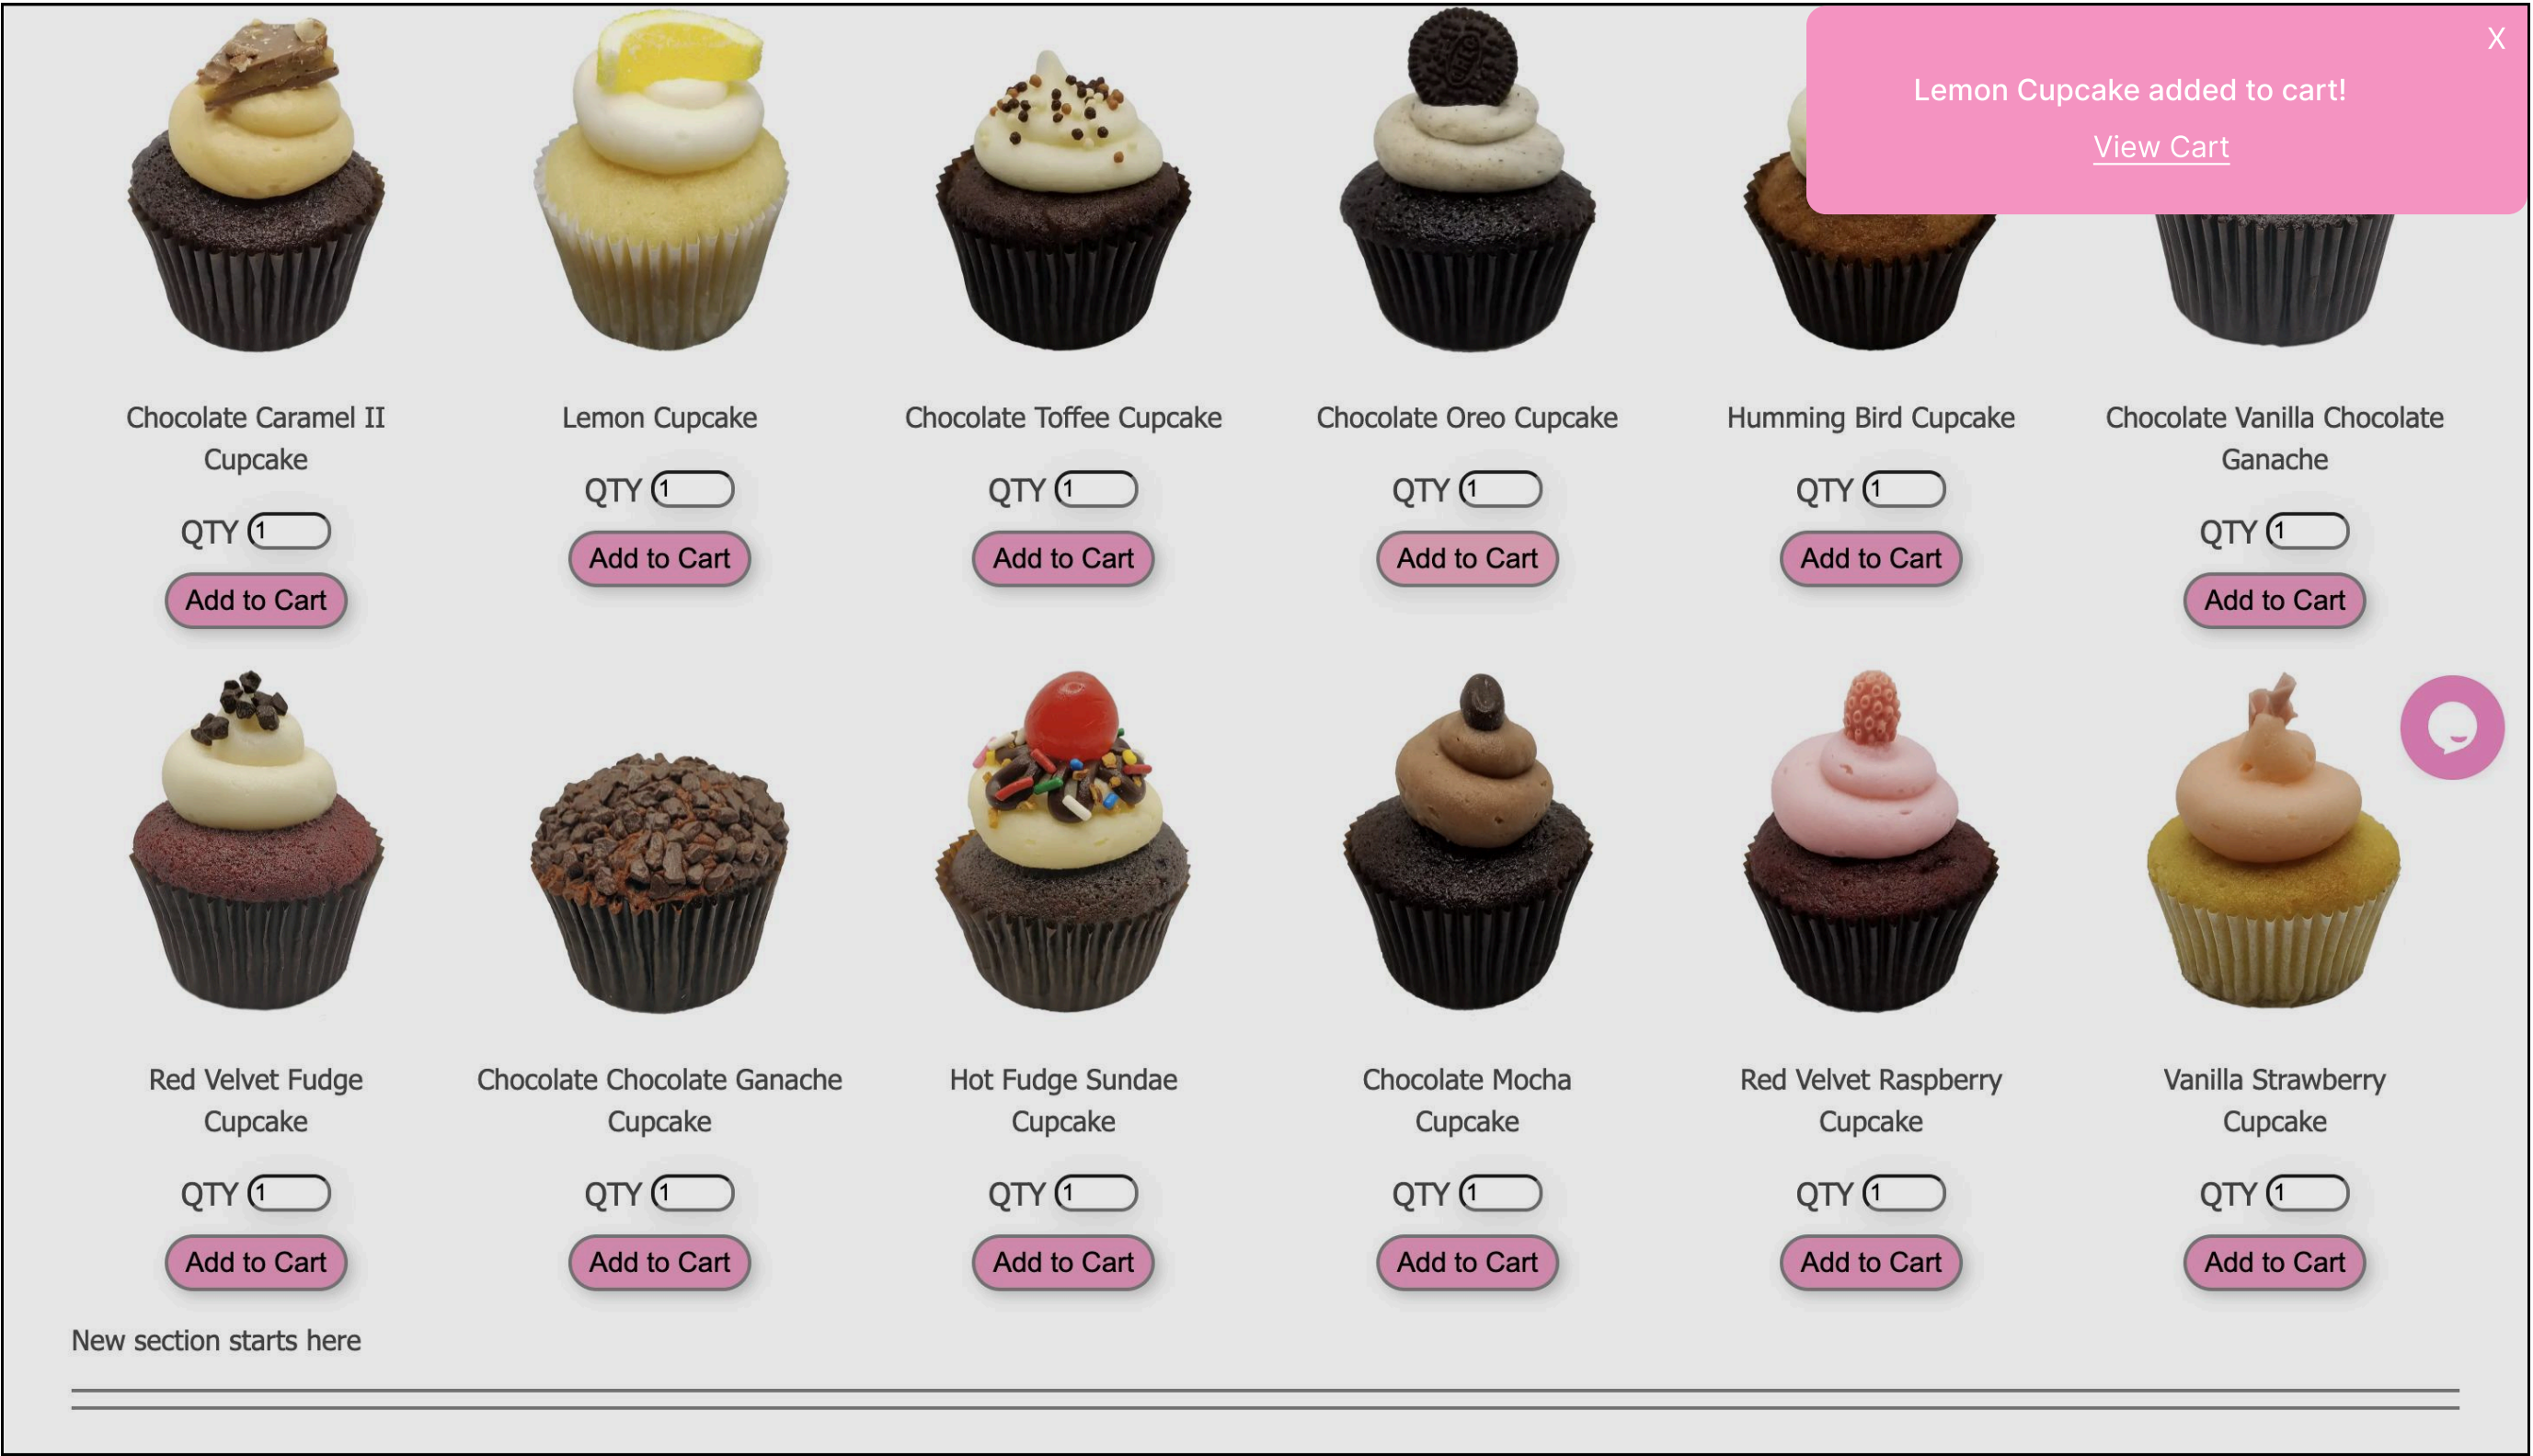 X
Lemon Cupcake added to cart!
View Cart
Chocolate Caramel II
Cupcake
QTY 1
Add to Cart
Lemon Cupcake
QTY 1
Add to Cart
Chocolate Toffee Cupcake
QTY 1
Add to Cart
Chocolate Oreo Cupcake
QTY 1
Add to Cart
Humming Bird Cupcake
QTY 1
Add to Cart
Chocolate Vanilla Chocolate
Ganache
QTY 1
Add to Cart
Red Velvet Fudge
Cupcake
QTY 1
Add to Cart
Chocolate Chocolate Ganache
Cupcake
QTY 1
Add to Cart
Hot Fudge Sundae
Cupcake
QTY 1
Add to Cart
Chocolate Mocha
Cupcake
QTY 1
Add to Cart
Red Velvet Raspberry
Cupcake
QTY 1
Add to Cart
Vanilla Strawberry
Cupcake
QTY 1
Add to Cart
New section starts here